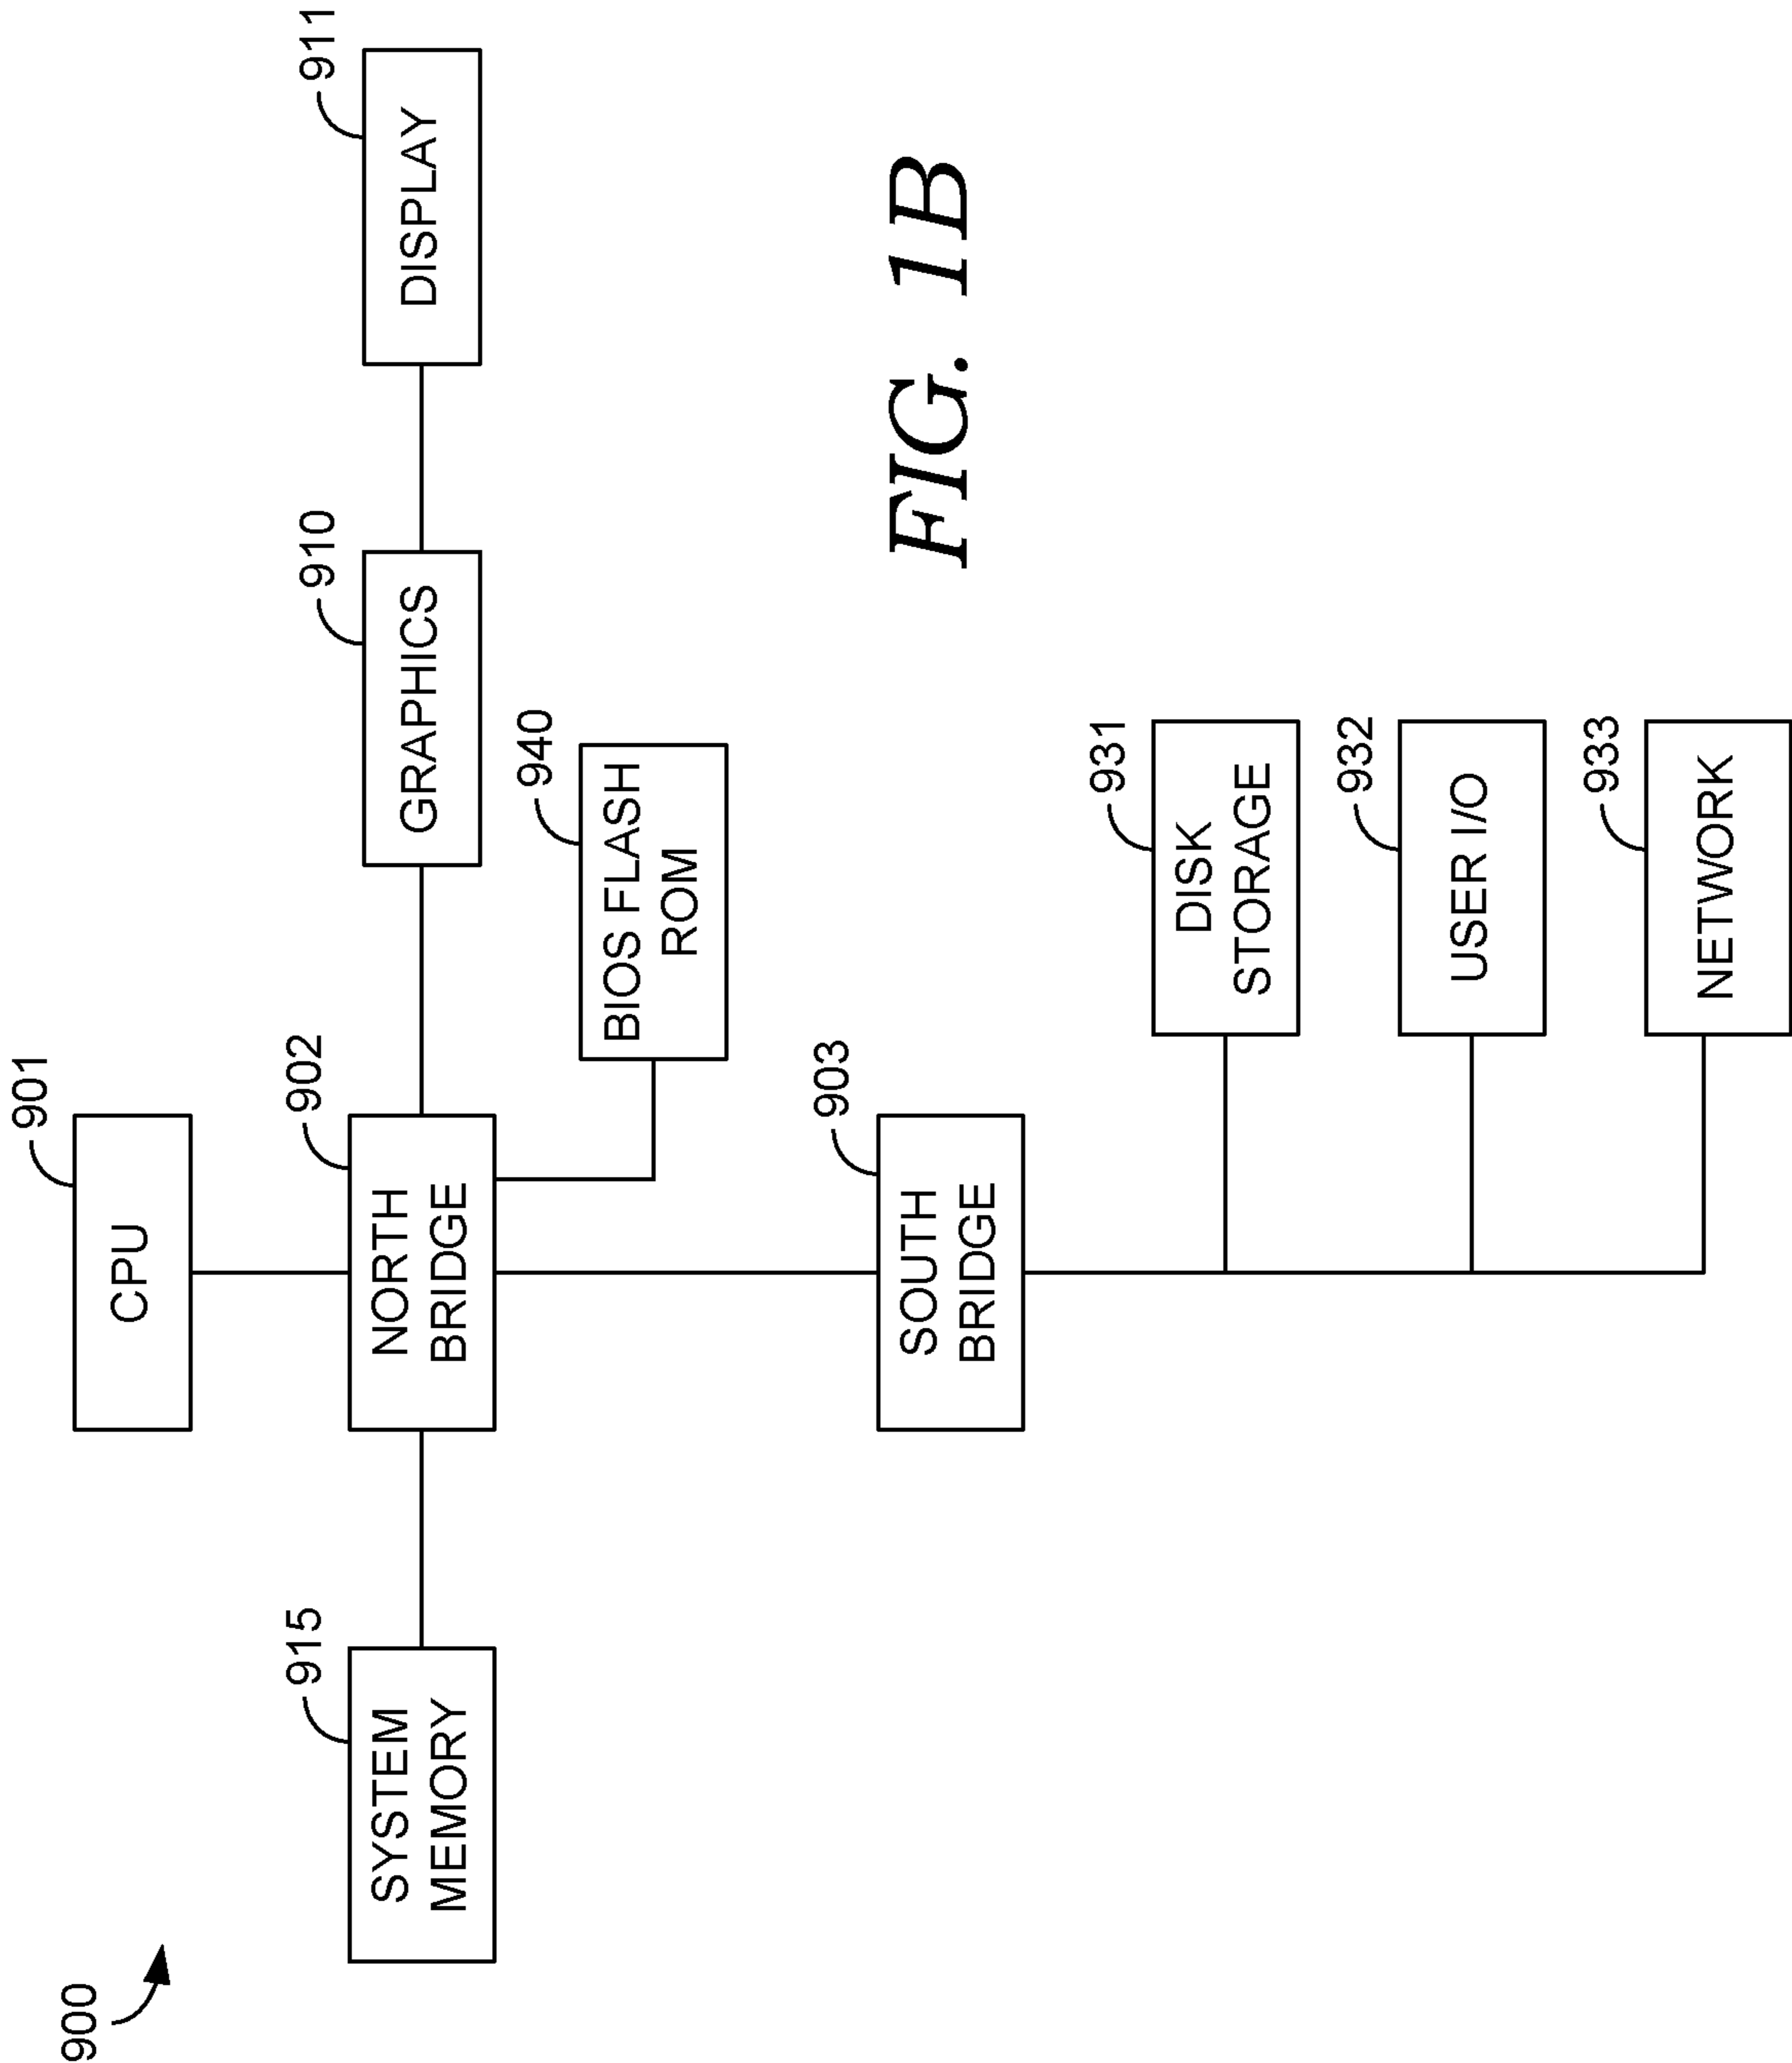 900
901
CPU
915
SYSTEM
MEMORY
902
NORTH
BRIDGE
910
GRAPHICS
911
DISPLAY
940
BIOS FLASH
ROM
903
SOUTH
BRIDGE
931
DISK
STORAGE
932
USER I/O
933
NETWORK
FIG. 1B